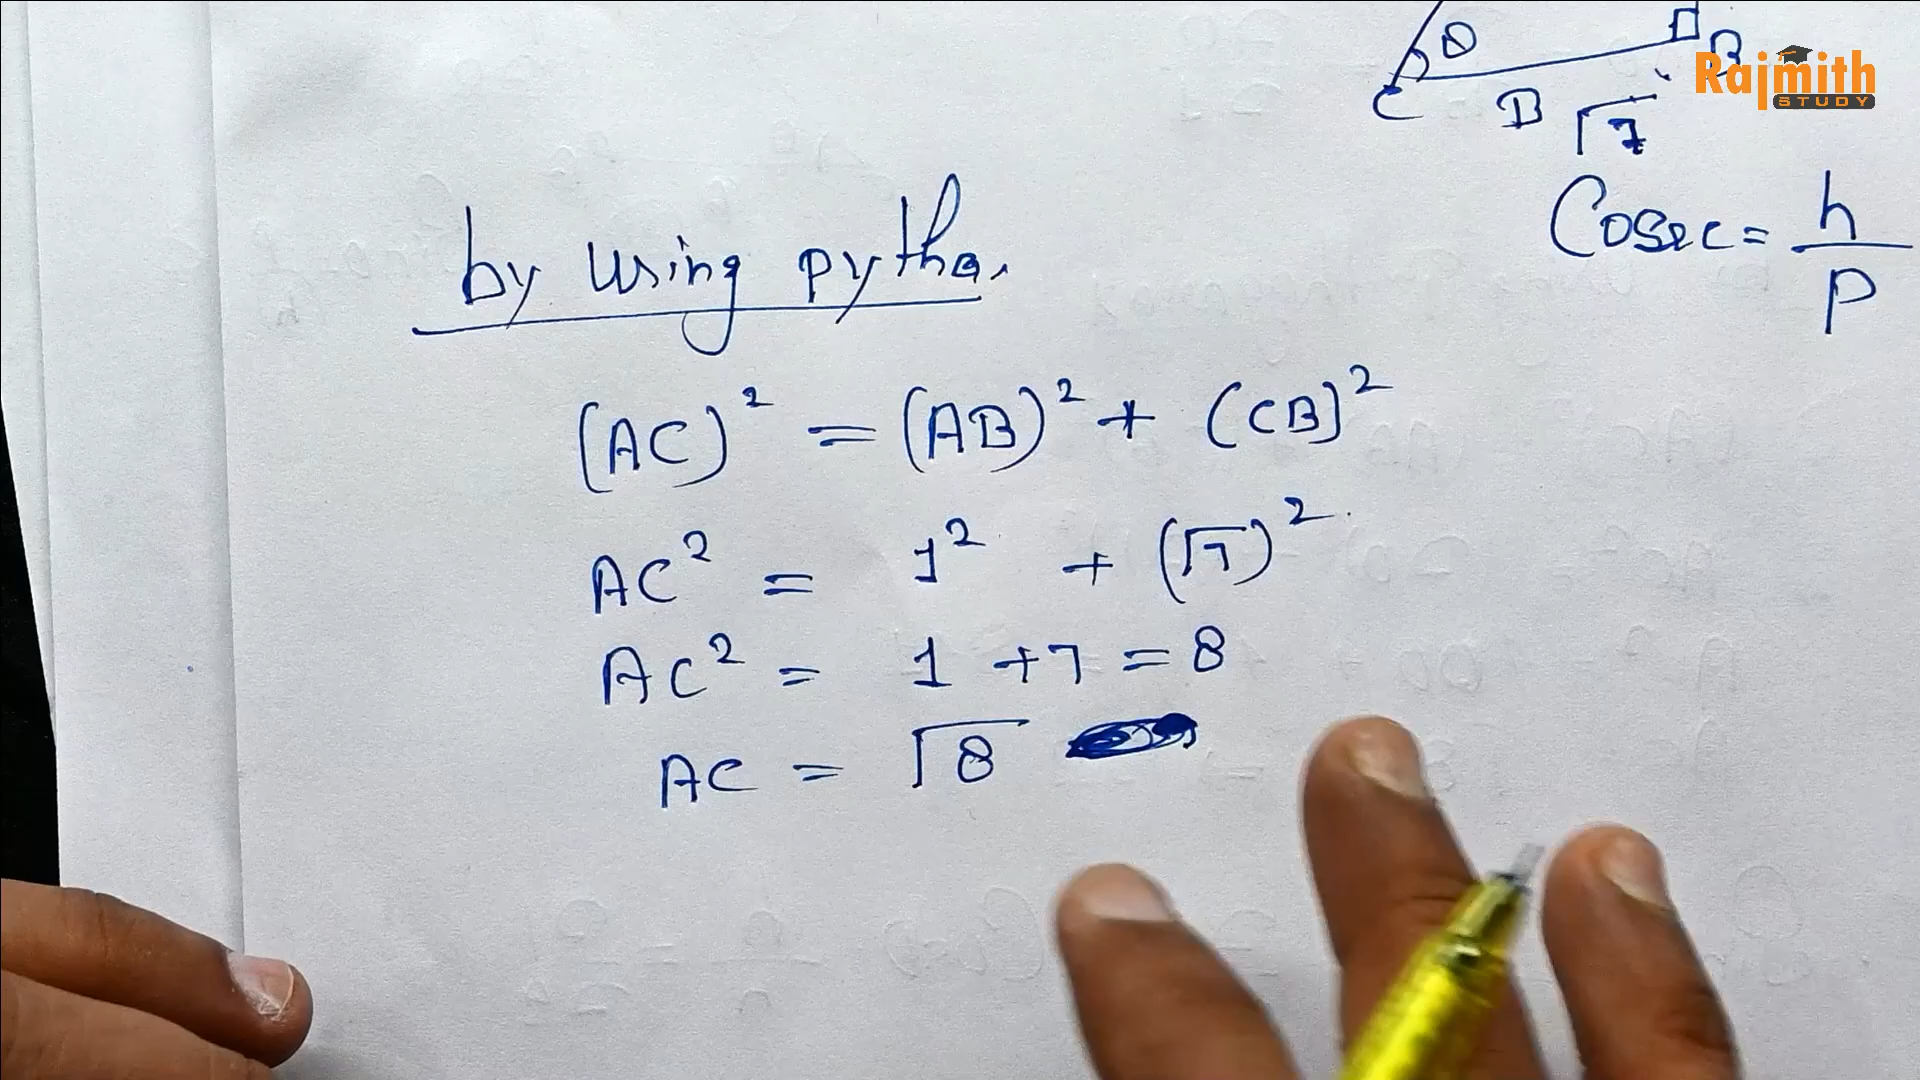 θ
B
C
B √7
Rajmith
STUDY
Cosec = h/p
by using pytha.
(AC)² = (AB)² + (CB)²
AC² = 1² + (√7)²
AC² = 1 + 7 = 8
AC = √8